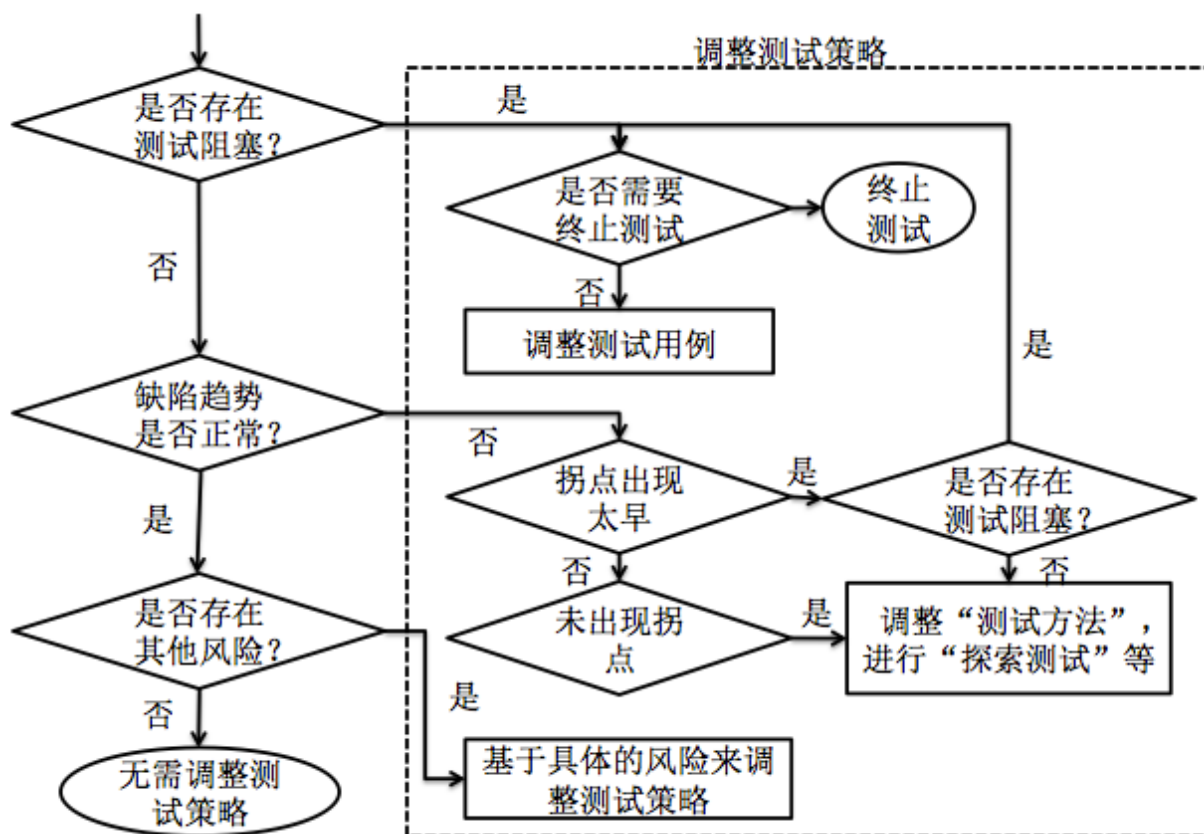 调整测试策略
是否存在
测试阻塞？
是
是否需要
终止测试
终止
测试
否
否
调整测试用例
是
缺陷趋势
是否正常？
否
拐点出现
太早
是
是否存在
测试阻塞？
是
否
否
是否存在
其他风险？
未出现拐
点
是
调整“测试方法”，
进行“探索测试”等
是
否
无需调整测
试策略
基于具体的风险来调
整测试策略